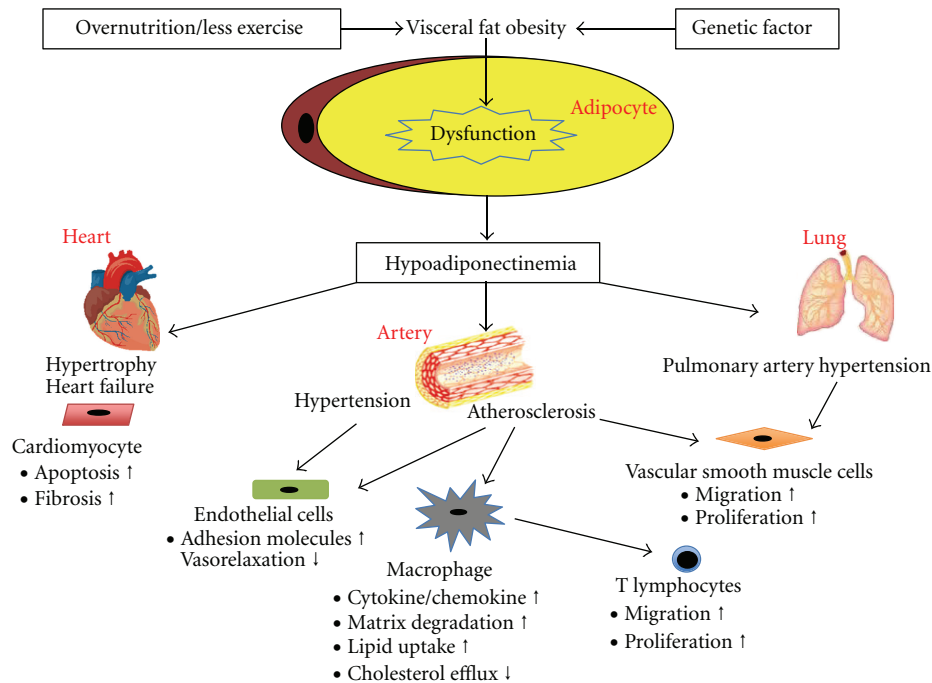 Overnutrition/less exercise
Visceral fat obesity
Genetic factor
Adipocyte
Dysfunction
Heart
Hypoadiponectinemia
Lung
Artery
Hypertrophy
Heart failure
Pulmonary artery hypertension
Hypertension
Atherosclerosis
Cardiomyocyte
• Apoptosis ↑
• Fibrosis ↑
Endothelial cells
• Adhesion molecules ↑
Vasorelaxation ↓
Macrophage
• Cytokine/chemokine ↑
• Matrix degradation ↑
• Lipid uptake ↑
• Cholesterol efflux ↓
Vascular smooth muscle cells
• Migration ↑
• Proliferation ↑
T lymphocytes
• Migration ↑
• Proliferation ↑